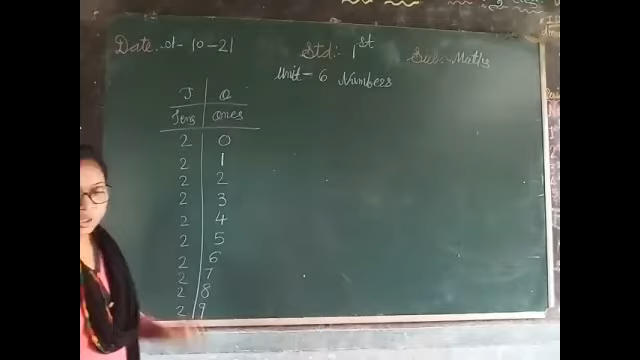 Date. 01-10-21 Std:- 1st Sub:- Maths
Unit-6 Numbers
T O
Tens ones
2 0
2 1
2 2
2 3
2 4
2 5
2 6
2 7
2 8
2 9